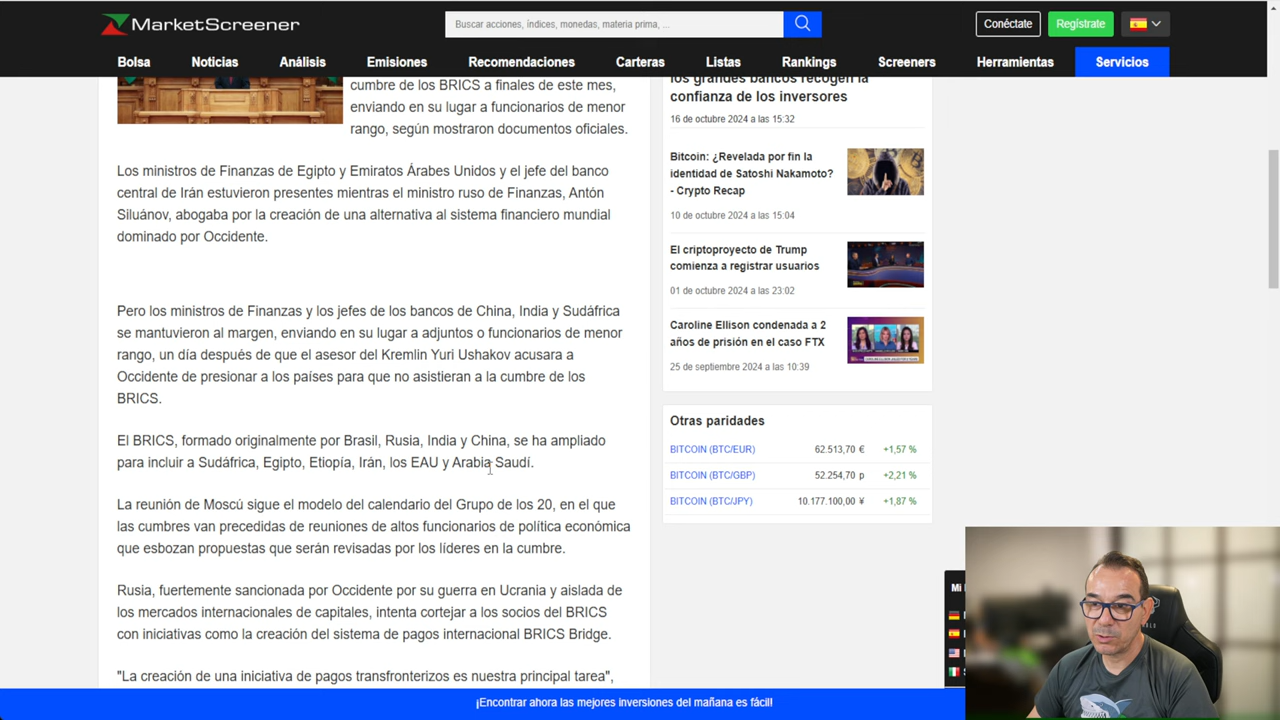 MarketScreener
Buscar acciones, índices, monedas, materia prima, ...
Conéctate
Regístrate
Bolsa
Noticias
Análisis
Emisiones
Recomendaciones
Carteras
Listas
Rankings
Screeners
Herramientas
Servicios
cumbre de los BRICS a finales de este mes,
enviando en su lugar a funcionarios de menor
rango, según mostraron documentos oficiales.
Los ministros de Finanzas de Egipto y Emiratos Árabes Unidos y el jefe del banco
central de Irán estuvieron presentes mientras el ministro ruso de Finanzas, Antón
Siluánov, abogaba por la creación de una alternativa al sistema financiero mundial
dominado por Occidente.
Pero los ministros de Finanzas y los jefes de los bancos de China, India y Sudáfrica
se mantuvieron al margen, enviando en su lugar a adjuntos o funcionarios de menor
rango, un día después de que el asesor del Kremlin Yuri Ushakov acusara a
Occidente de presionar a los países para que no asistieran a la cumbre de los
BRICS.
El BRICS, formado originalmente por Brasil, Rusia, India y China, se ha ampliado
para incluir a Sudáfrica, Egipto, Etiopía, Irán, los EAU y Arabia Saudí.
La reunión de Moscú sigue el modelo del calendario del Grupo de los 20, en el que
las cumbres van precedidas de reuniones de altos funcionarios de política económica
que esbozan propuestas que serán revisadas por los líderes en la cumbre.
Rusia, fuertemente sancionada por Occidente por su guerra en Ucrania y aislada de
los mercados internacionales de capitales, intenta cortejar a los socios del BRICS
con iniciativas como la creación del sistema de pagos internacional BRICS Bridge.
"La creación de una iniciativa de pagos transfronterizos es nuestra principal tarea",
los grandes bancos recogen la
confianza de los inversores
16 de octubre 2024 a las 15:32
Bitcoin: ¿Revelada por fin la
identidad de Satoshi Nakamoto?
- Crypto Recap
10 de octubre 2024 a las 15:04
El criptoproyecto de Trump
comienza a registrar usuarios
01 de octubre 2024 a las 23:02
Caroline Ellison condenada a 2
años de prisión en el caso FTX
25 de septiembre 2024 a las 10:39
Otras paridades
BITCOIN (BTC/EUR) 62.513,70 € +1,57 %
BITCOIN (BTC/GBP) 52.254,70 p +2,21 %
BITCOIN (BTC/JPY) 10.177.100,00 ¥ +1,87 %
Mi
¡Encontrar ahora las mejores inversiones del mañana es fácil!